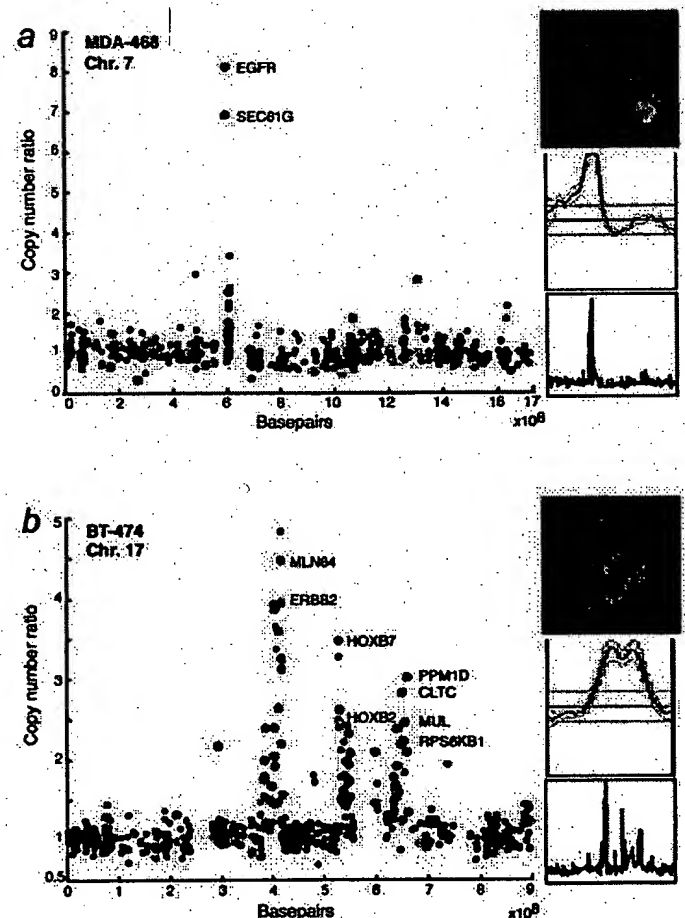 a
MDA-468
Chr. 7
Copy number ratio
9
8
7
6
5
4
3
2
1
0
EGFR
SEC61G
0 2 4 6 8 10 12 14 16 17
Basepairs
x10⁸
b
BT-474
Chr. 17
Copy number ratio
5
4
3
2
1
0.5
MLN64
ERBB2
HOXB7
HOXB2
PPM1D
CLTC
MUL
RPS6KB1
0 1 2 3 4 5 6 7 8 9
Basepairs
x10⁸